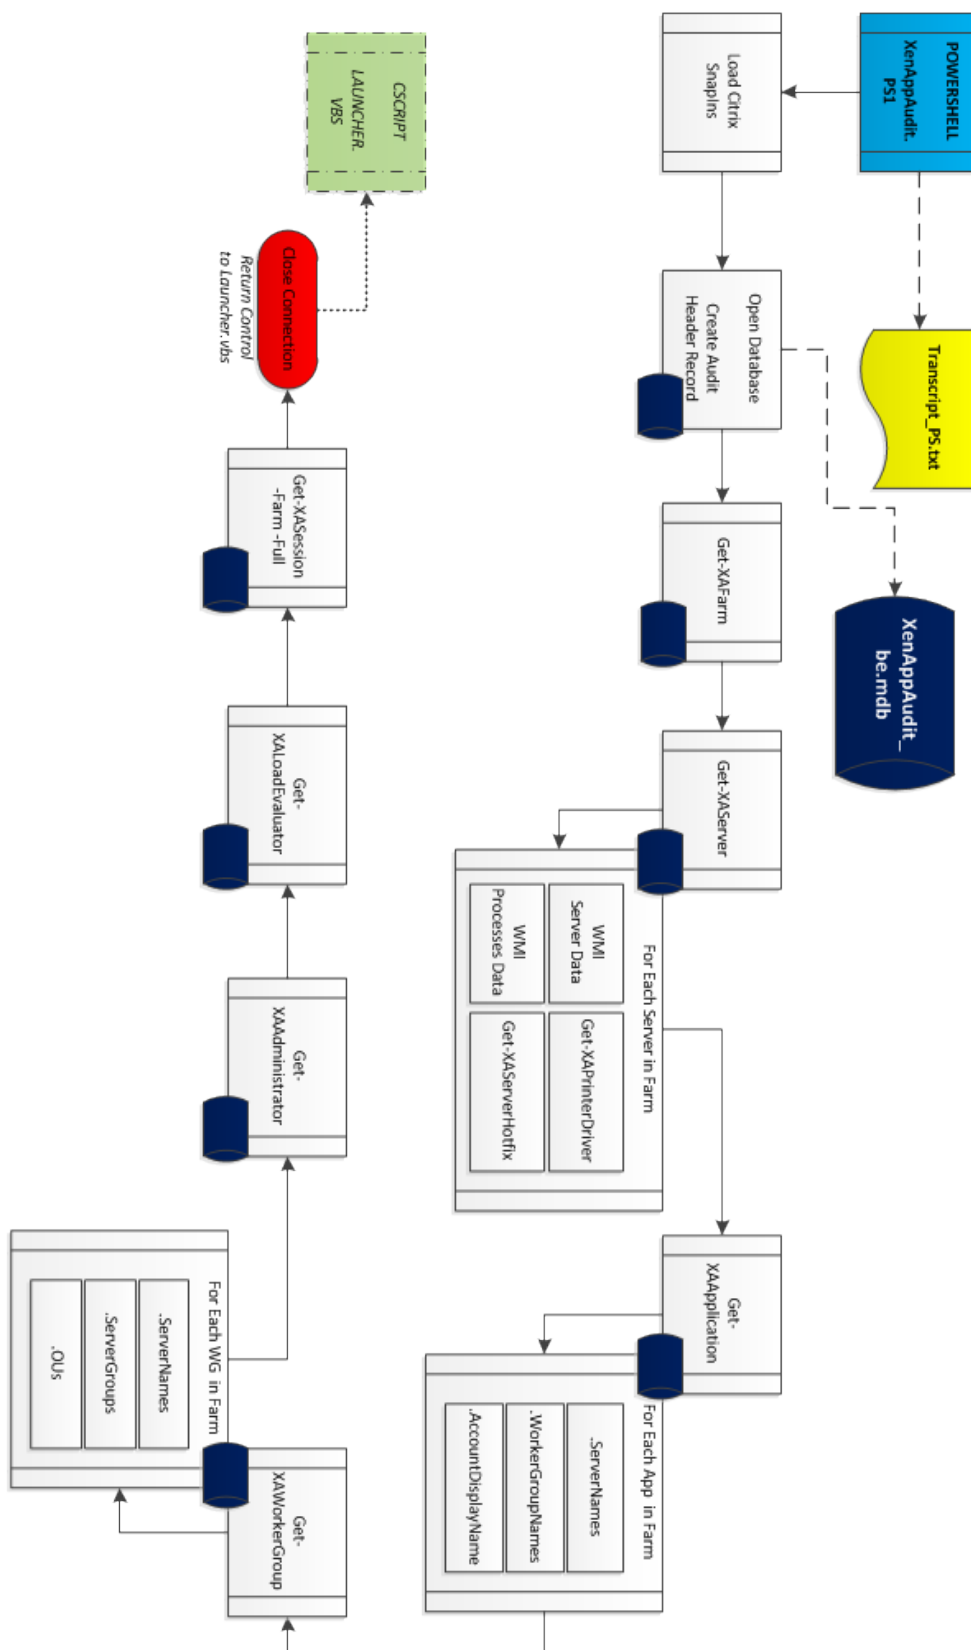 POWERSHELL
XenAppAudit.
PS1
Transcript_PS.txt
XenAppAudit_
be.mdb
Load Citrix
SnapIns
Open Database
Create Audit
Header Record
Get-XAFarm
Get-XAServer
For Each Server in Farm
WMI
Server Data
Get-XAPrinterDriver
WMI
Processes Data
Get-XAServerHotfix
Get-
XAApplication
For Each App in Farm
.ServerNames
.WorkerGroupNames
.AccountDisplayName
Get-
XAWorkerGroup
For Each WG in Farm
.ServerNames
.ServerGroups
.OUs
Get-
XAAdministrator
Get-
XALoadEvaluator
Get-XASession
-Farm -Full
Close Connection
Return Control
to Launcher.vbs
CSCRIPT
LAUNCHER.
VBS